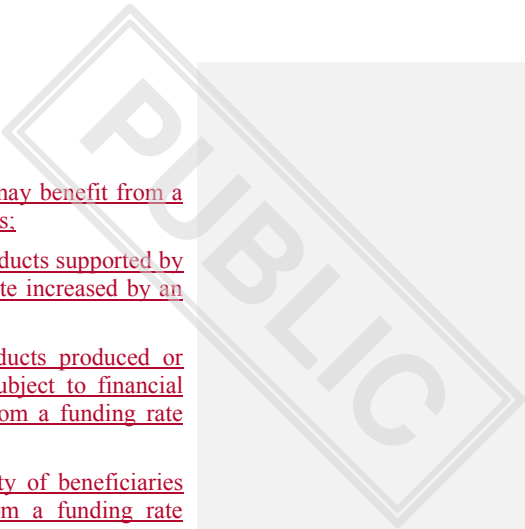 may benefit from a
s;
ducts supported by
te increased by an
ducts produced or
ubject to financial
om a funding rate
ty of beneficiaries
m a funding rate
PUBLIC